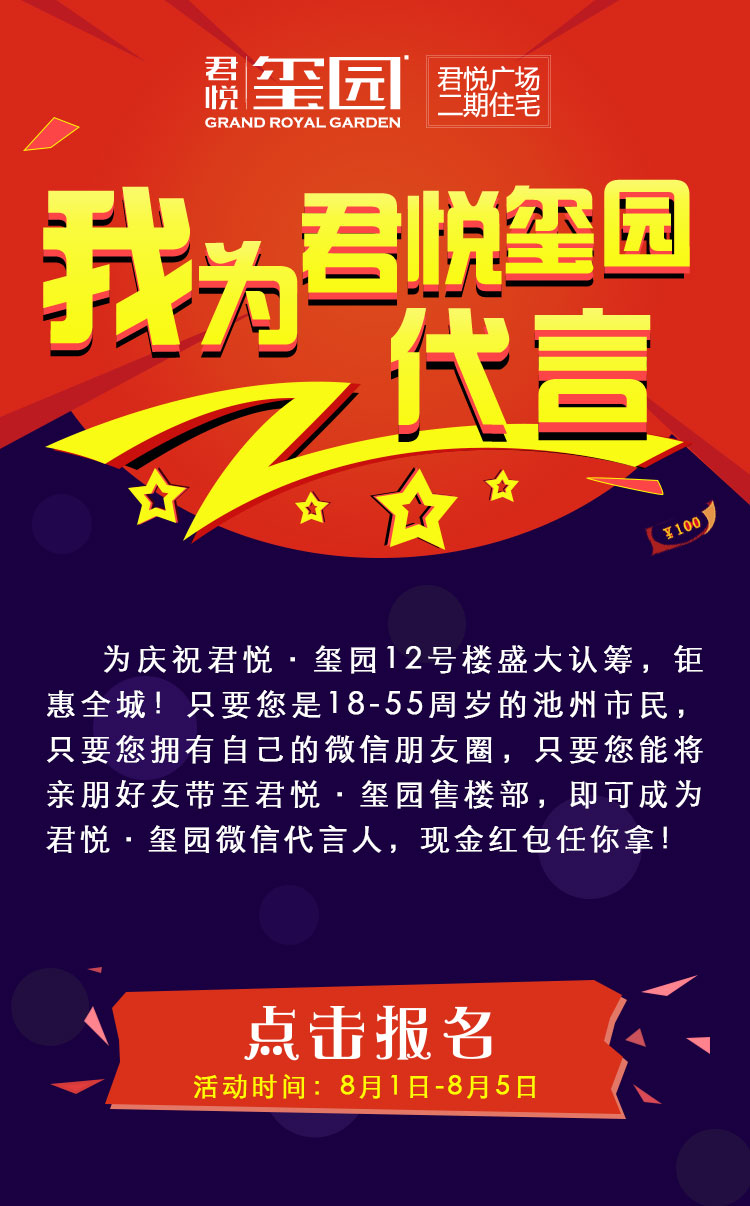 君悦
玺园
GRAND ROYAL GARDEN
君悦广场
二期住宅
我为君悦玺园
代言
¥100
为庆祝君悦·玺园12号楼盛大认筹，钜
惠全城！只要您是18-55周岁的池州市民，
只要您拥有自己的微信朋友圈，只要您能将
亲朋好友带至君悦·玺园售楼部，即可成为
君悦·玺园微信代言人，现金红包任你拿！
点击报名
活动时间：8月1日-8月5日